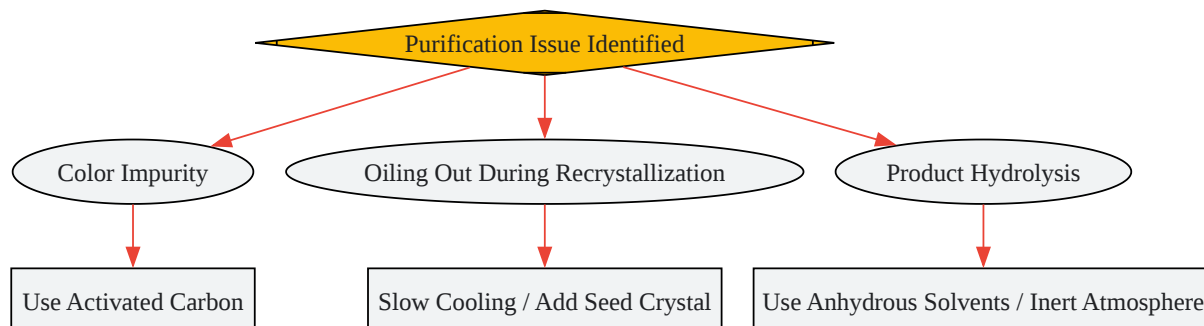 Purification Issue Identified
Color Impurity
Oiling Out During Recrystallization
Product Hydrolysis
Use Activated Carbon
Slow Cooling / Add Seed Crystal
Use Anhydrous Solvents / Inert Atmosphere